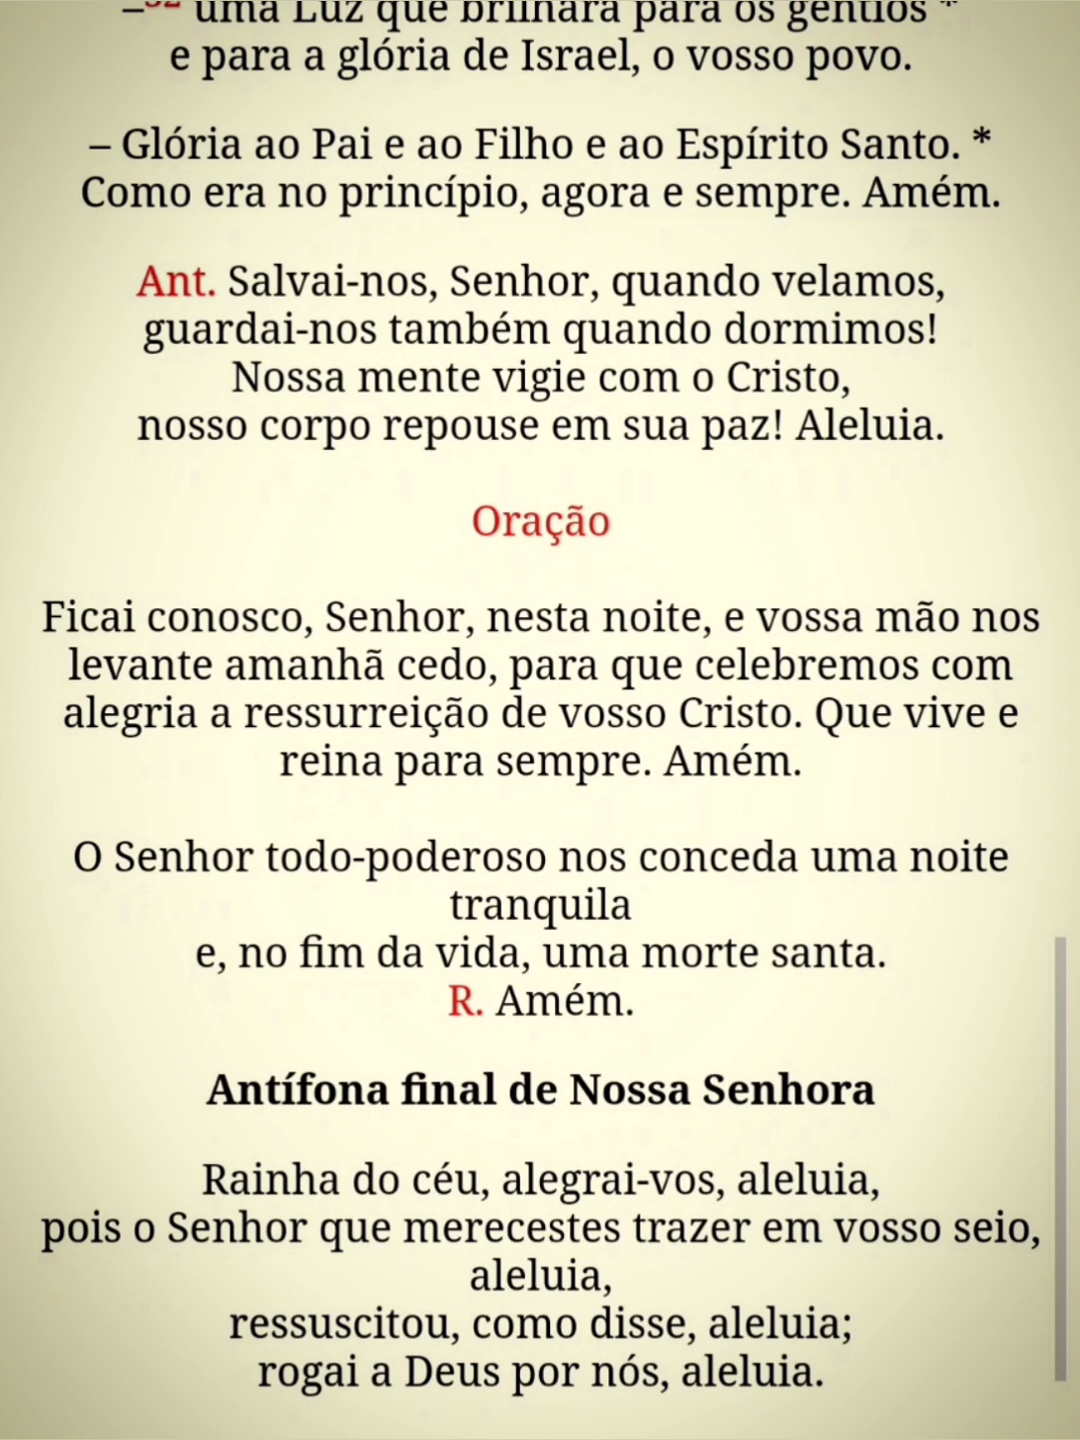 –³² uma Luz que brilhará para os gentios *
e para a glória de Israel, o vosso povo.
– Glória ao Pai e ao Filho e ao Espírito Santo. *
Como era no princípio, agora e sempre. Amém.
Ant. Salvai-nos, Senhor, quando velamos,
guardai-nos também quando dormimos!
Nossa mente vigie com o Cristo,
nosso corpo repouse em sua paz! Aleluia.
Oração
Ficai conosco, Senhor, nesta noite, e vossa mão nos
levante amanhã cedo, para que celebremos com
alegria a ressurreição de vosso Cristo. Que vive e
reina para sempre. Amém.
O Senhor todo-poderoso nos conceda uma noite
tranquila
e, no fim da vida, uma morte santa.
R. Amém.
Antífona final de Nossa Senhora
Rainha do céu, alegrai-vos, aleluia,
pois o Senhor que merecestes trazer em vosso seio,
aleluia,
ressuscitou, como disse, aleluia;
rogai a Deus por nós, aleluia.